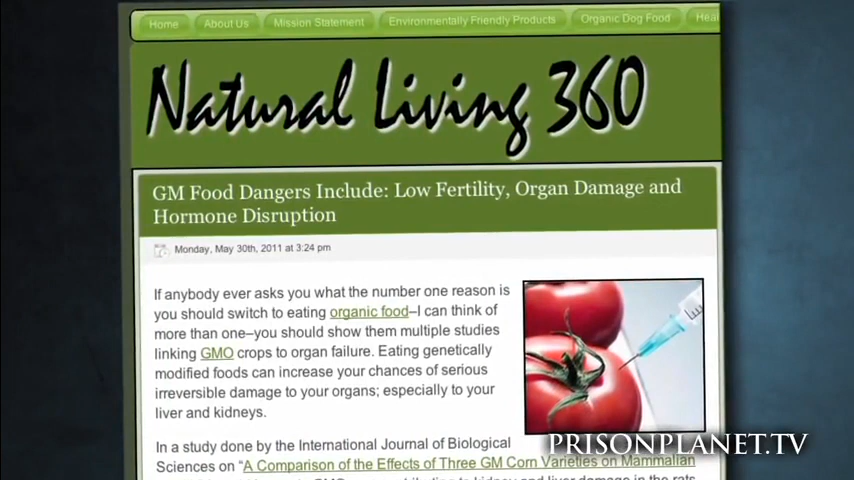 Home About Us Mission Statement Environmentally Friendly Products Organic Dog Food
Natural Living 360
GM Food Dangers Include: Low Fertility, Organ Damage and
Hormone Disruption
Monday, May 30th, 2011 at 3:24 pm
If anybody ever asks you what the number one reason is
you should switch to eating organic food–I can think of
more than one–you should show them multiple studies
linking GMO crops to organ failure. Eating genetically
modified foods can increase your chances of serious
irreversible damage to your organs; especially to your
liver and kidneys.
PRISONPLANET.TV
In a study done by the International Journal of Biological
Sciences on “A Comparison of the Effects of Three GM Corn Varieties on Mammalian